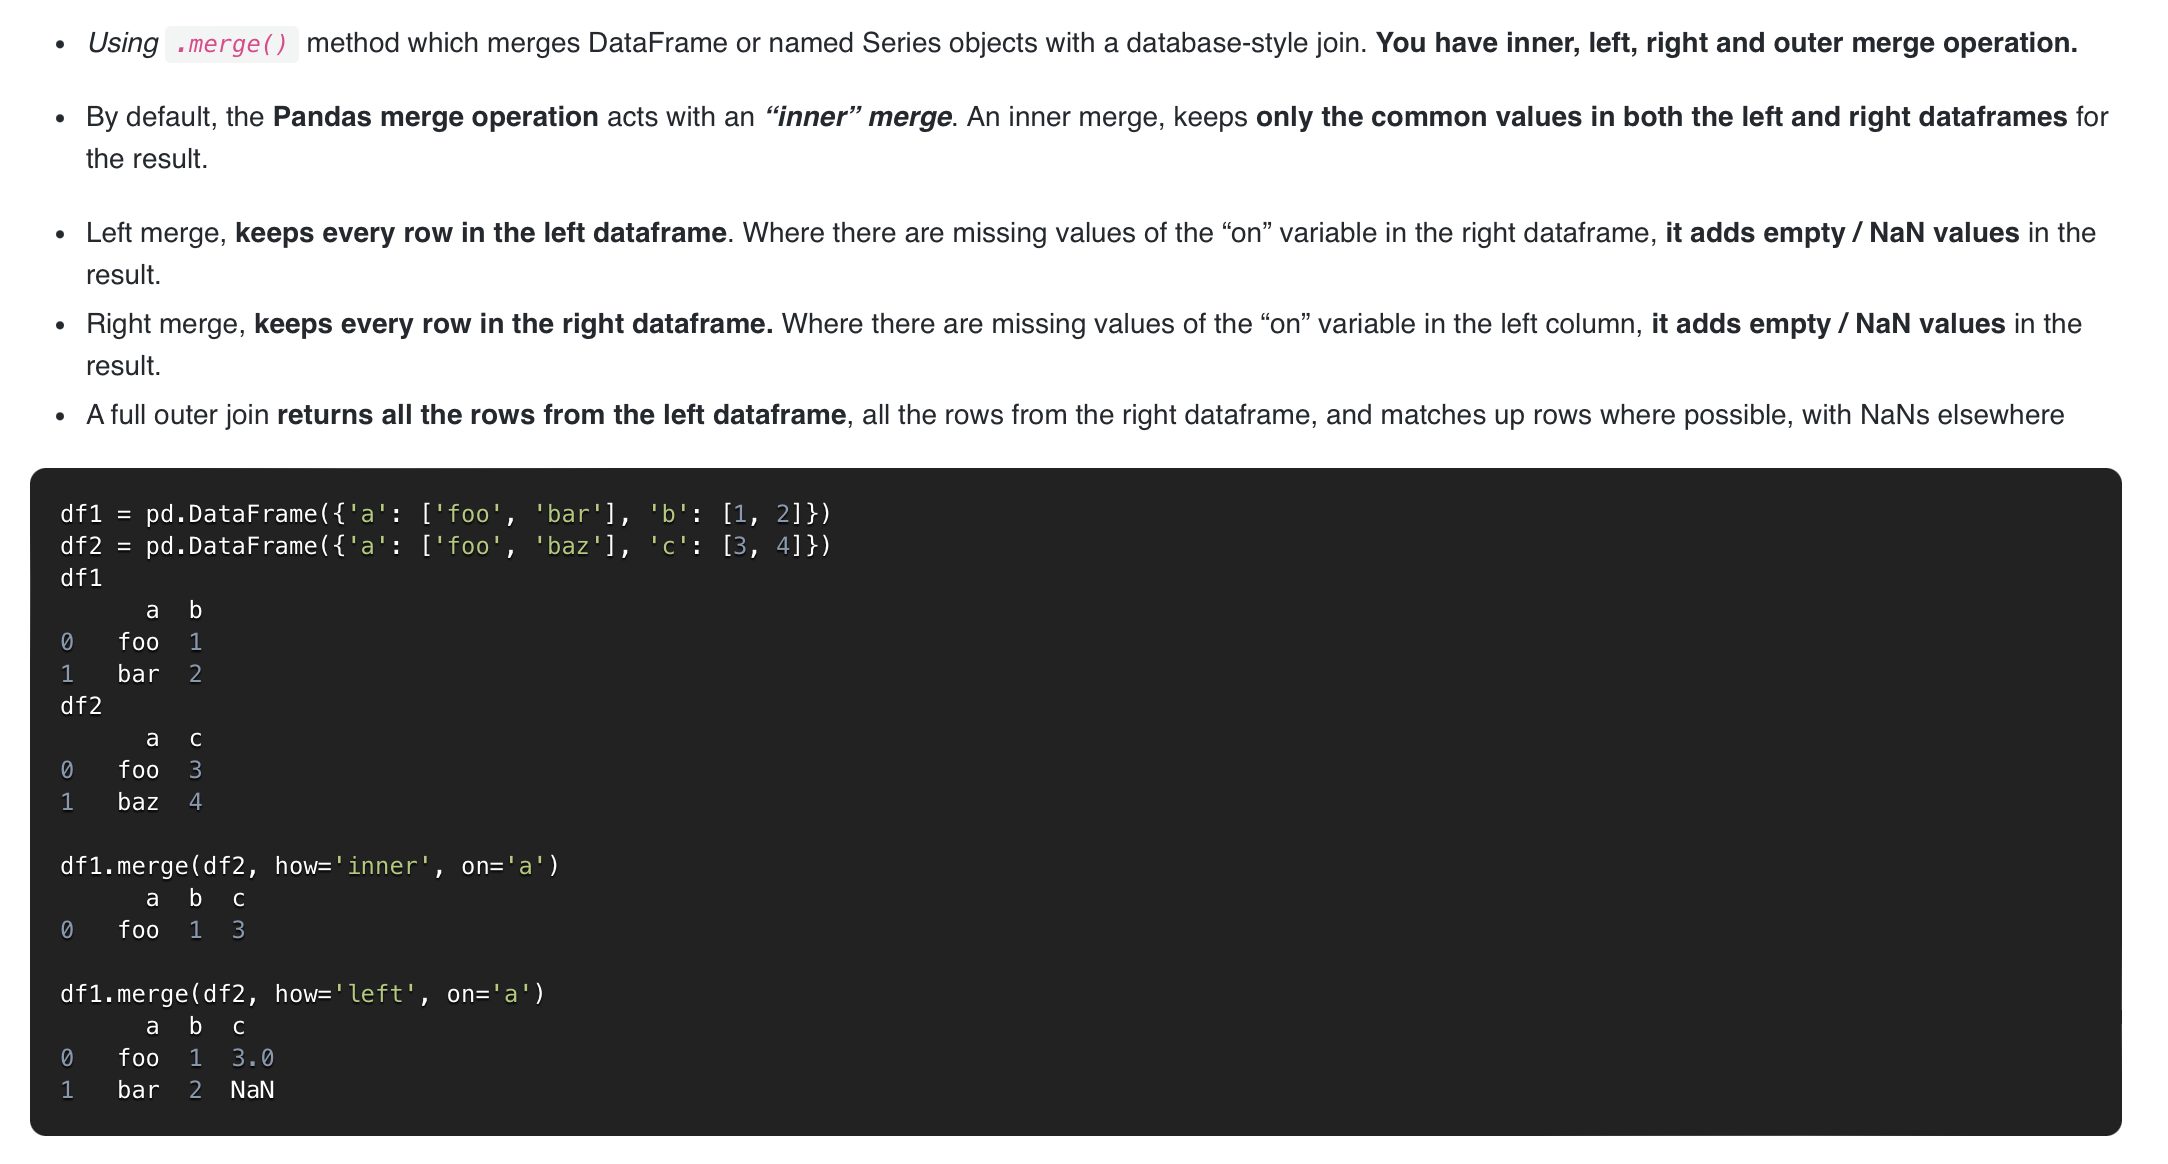 • Using .merge() method which merges DataFrame or named Series objects with a database-style join. You have inner, left, right and outer merge operation.
• By default, the Pandas merge operation acts with an “inner” merge. An inner merge, keeps only the common values in both the left and right dataframes for
the result.
• Left merge, keeps every row in the left dataframe. Where there are missing values of the “on” variable in the right dataframe, it adds empty / NaN values in the
result.
• Right merge, keeps every row in the right dataframe. Where there are missing values of the “on” variable in the left column, it adds empty / NaN values in the
result.
• A full outer join returns all the rows from the left dataframe, all the rows from the right dataframe, and matches up rows where possible, with NaNs elsewhere
df1 = pd.DataFrame({'a': ['foo', 'bar'], 'b': [1, 2]})
df2 = pd.DataFrame({'a': ['foo', 'baz'], 'c': [3, 4]})
df1
      a  b
0   foo  1
1   bar  2
df2
      a  c
0   foo  3
1   baz  4
df1.merge(df2, how='inner', on='a')
      a  b  c
0   foo  1  3
df1.merge(df2, how='left', on='a')
      a  b  c
0   foo  1  3.0
1   bar  2  NaN